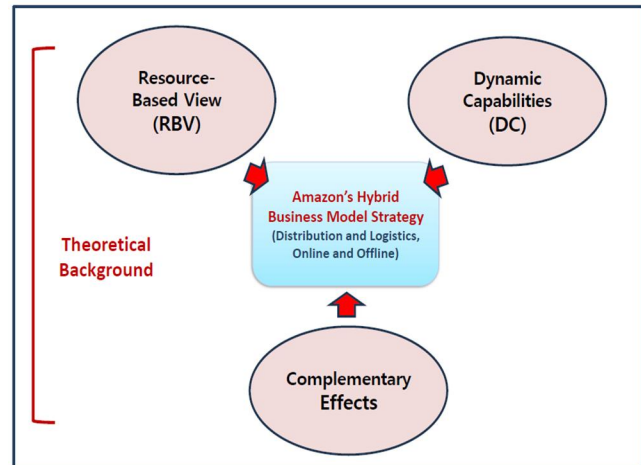 Resource-
Based View
(RBV)
Dynamic
Capabilities
(DC)
Amazon's Hybrid
Business Model Strategy
(Distribution and Logistics,
Online and Offline)
Theoretical
Background
Complementary
Effects